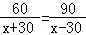 60/(x+30) = 90/(x−30)